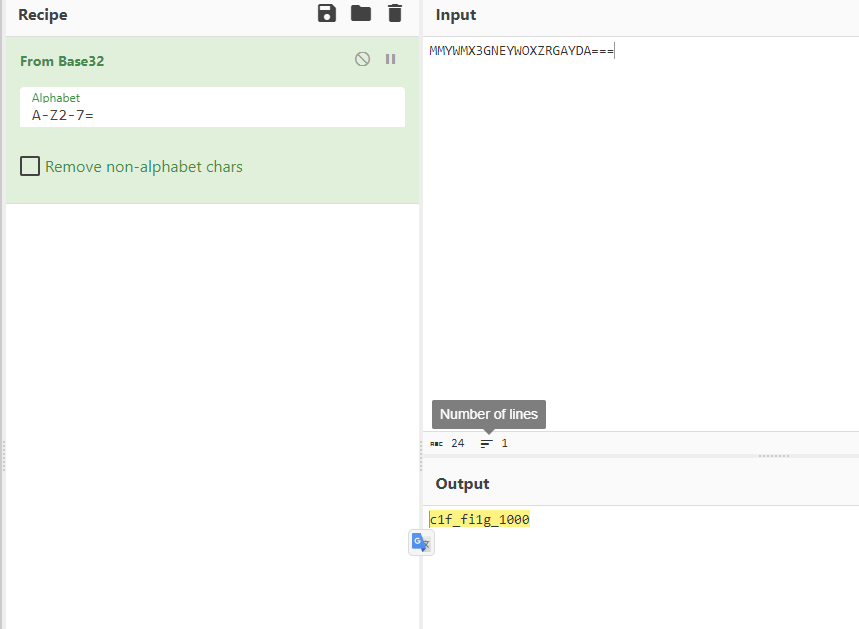 Recipe
From Base32
Alphabet
A-Z2-7=
Remove non-alphabet chars
Input
MMYWMX3GNEYWOXZRGAYDA===
Number of lines
ABC 24 1
Output
c1f_fi1g_1000